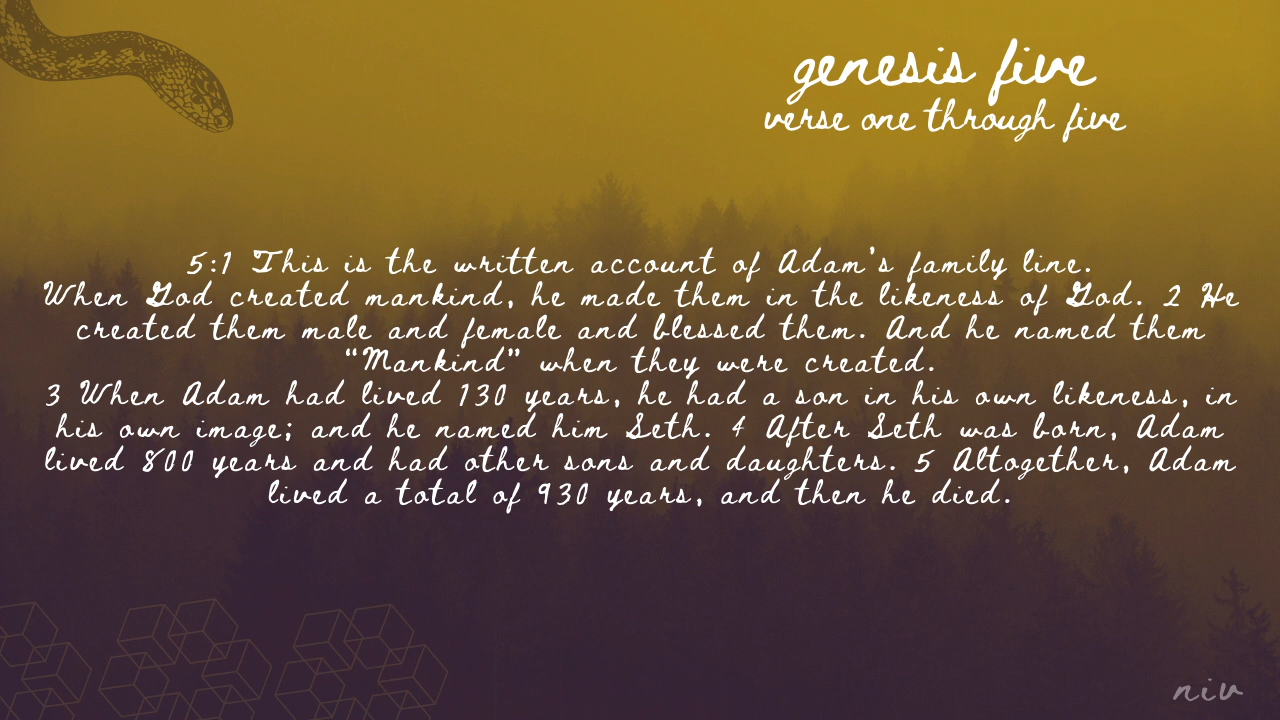 genesis five
verse one through five
5:1 This is the written account of Adam's family line.
When God created mankind, he made them in the likeness of God. 2 He
created them male and female and blessed them. And he named them
“Mankind” when they were created.
3 When Adam had lived 130 years, he had a son in his own likeness, in
his own image; and he named him Seth. 4 After Seth was born, Adam
lived 800 years and had other sons and daughters. 5 Altogether, Adam
lived a total of 930 years, and then he died.
niv